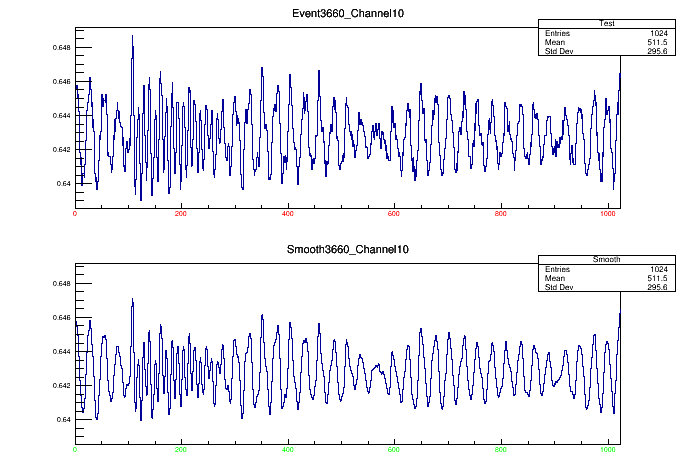 Event3660_Channel10
Test
Entries 1024
Mean 511.5
Std Dev 295.6
0.648
0.646
0.644
0.642
0.64
0 200 400 600 800 1000
Smooth3660_Channel10
Smooth
Entries 1024
Mean 511.5
Std Dev 295.6
0.648
0.646
0.644
0.642
0.64
0 200 400 600 800 1000